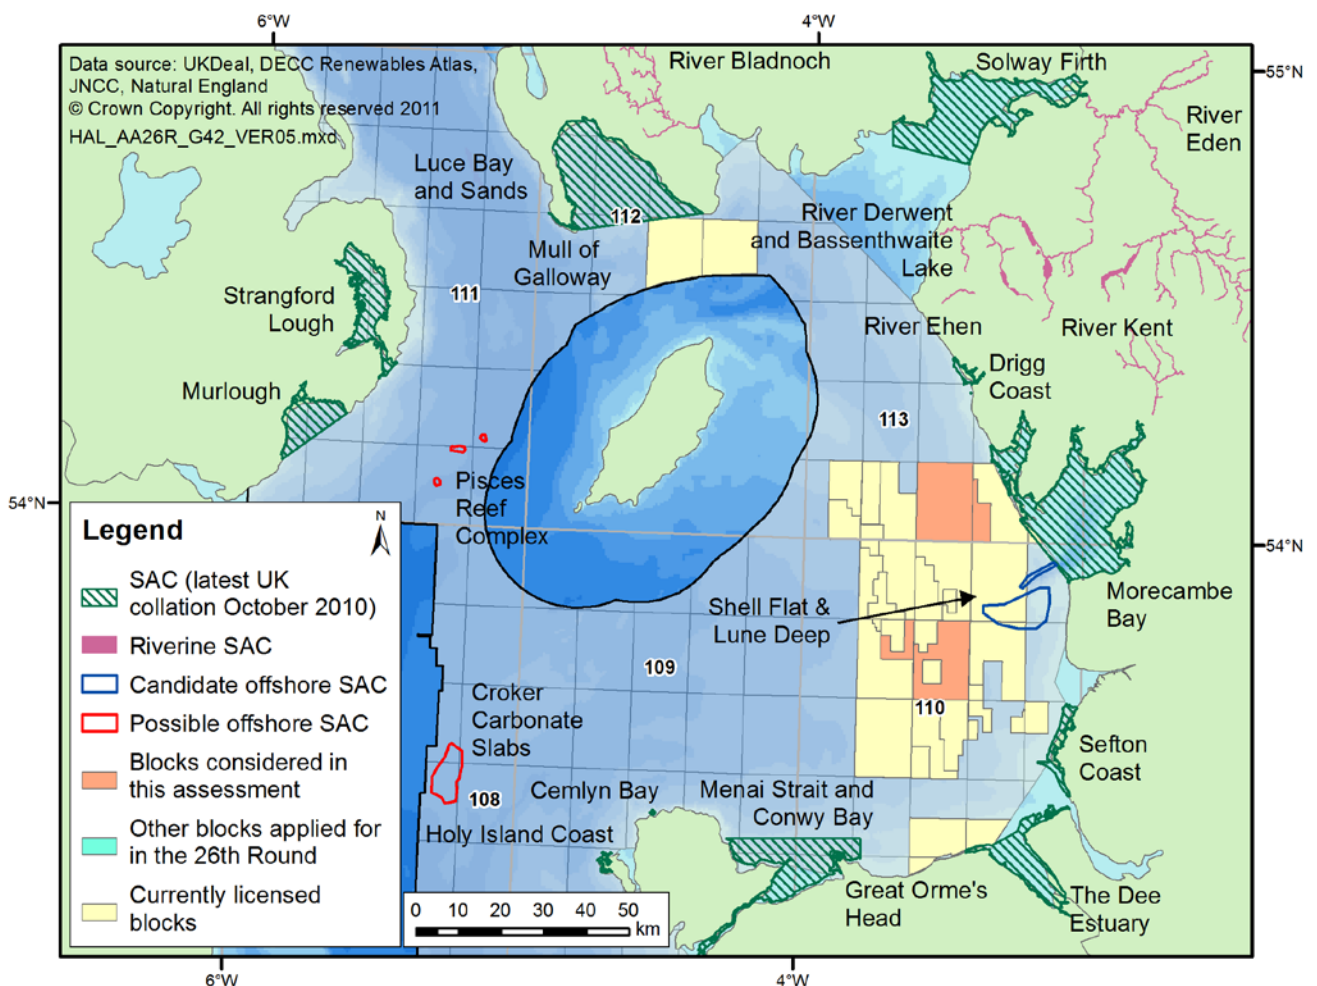 6°W
4°W
Data source: UKDeal, DECC Renewables Atlas,
JNCC, Natural England
© Crown Copyright. All rights reserved 2011
HAL_AA26R_G42_VER05.mxd
River Bladnoch
Solway Firth
55°N
River
Eden
Luce Bay
and Sands
112
River Derwent
and Bassenthwaite
Lake
Mull of
Galloway
111
Strangford
Lough
River Ehen
River Kent
Drigg
Coast
Murlough
113
Pisces
Reef
Complex
54°N
54°N
Legend
N
SAC (latest UK
collation October 2010)
Riverine SAC
Candidate offshore SAC
Possible offshore SAC
Blocks considered in
this assessment
Other blocks applied for
in the 26th Round
Currently licensed
blocks
Shell Flat &
Lune Deep
Morecambe
Bay
109
Croker
Carbonate
Slabs
110
Sefton
Coast
108
Cemlyn Bay
Menai Strait and
Conwy Bay
Holy Island Coast
Great Orme's
Head
The Dee
Estuary
0 10 20 30 40 50
km
6°W
4°W